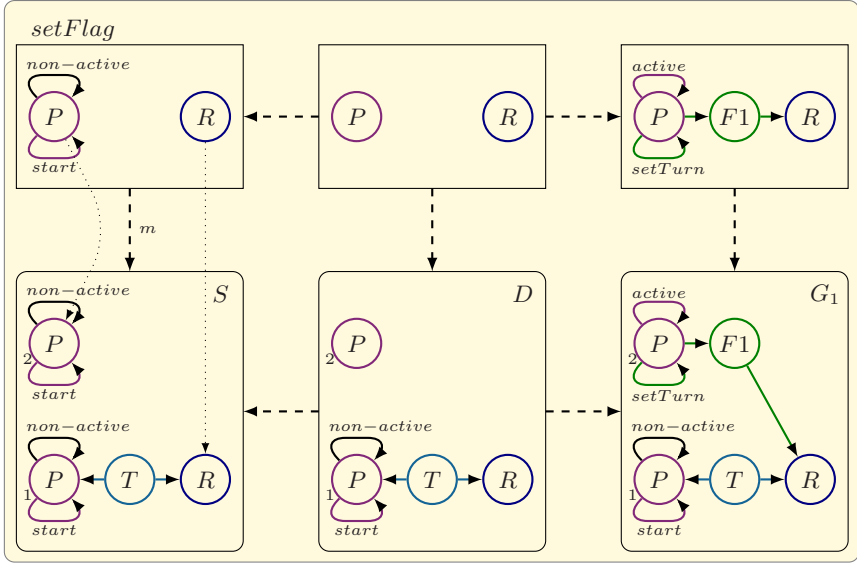 setFlag
non-active
active
P
R
P
R
P
F1
R
start
setTurn
m
non-active
S
D
active
G1
P
P
P
F1
2
2
2
start
setTurn
non-active
non-active
non-active
P
T
R
P
T
R
P
T
R
1
1
1
start
start
start